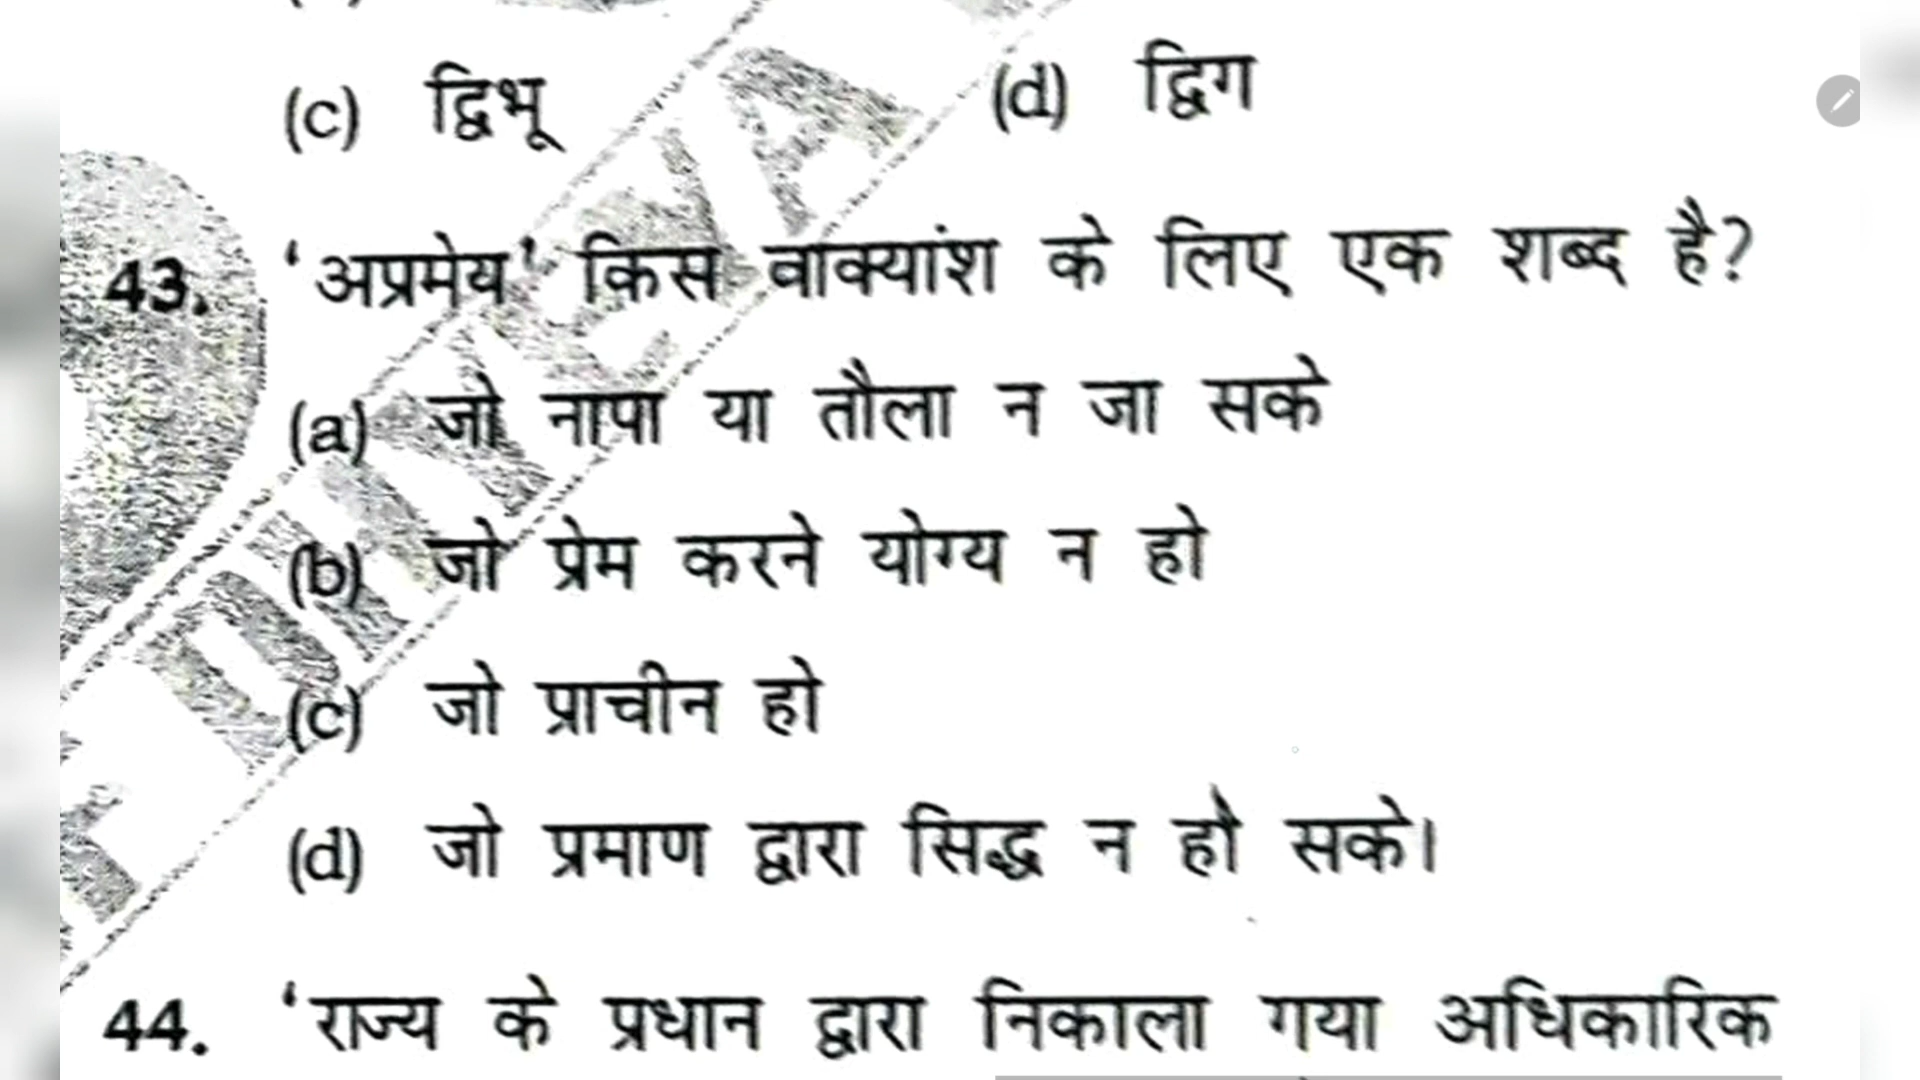 (c) द्विभू (d) द्विग
43. 'अप्रमेय' किस वाक्यांश के लिए एक शब्द है?
(a) जो नापा या तौला न जा सके
(b) जो प्रेम करने योग्य न हो
(c) जो प्राचीन हो
(d) जो प्रमाण द्वारा सिद्ध न हो सके।
44. 'राज्य के प्रधान द्वारा निकाला गया अधिकारिक